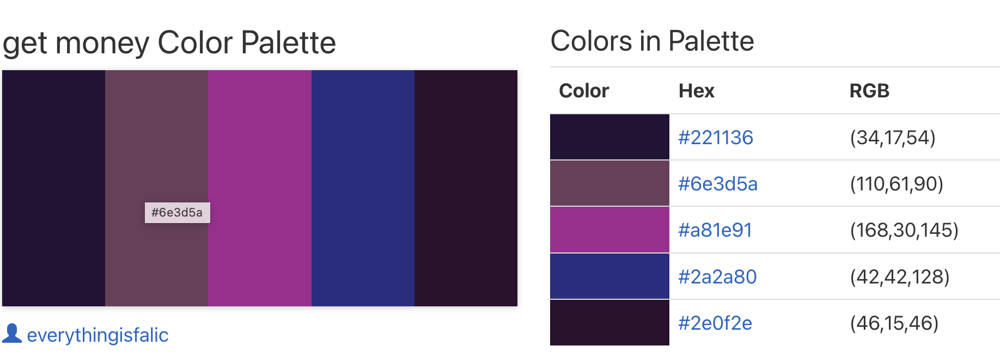 get money Color Palette
#6e3d5a
everythingisfalic
Colors in Palette
Color Hex RGB
#221136 (34,17,54)
#6e3d5a (110,61,90)
#a81e91 (168,30,145)
#2a2a80 (42,42,128)
#2e0f2e (46,15,46)